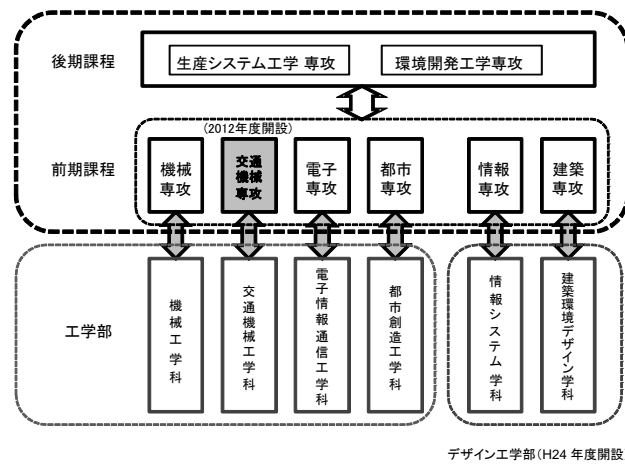 後期課程
生産システム工学 専攻
環境開発工学専攻
(2012年度開設)
前期課程
機械
専攻
交通
機械
専攻
電子
専攻
都市
専攻
情報
専攻
建築
専攻
工学部
機械工学科
交通機械工学科
電子情報通信工学科
都市創造工学科
情報システム学科
建築環境デザイン学科
デザイン工学部(H24 年度開設